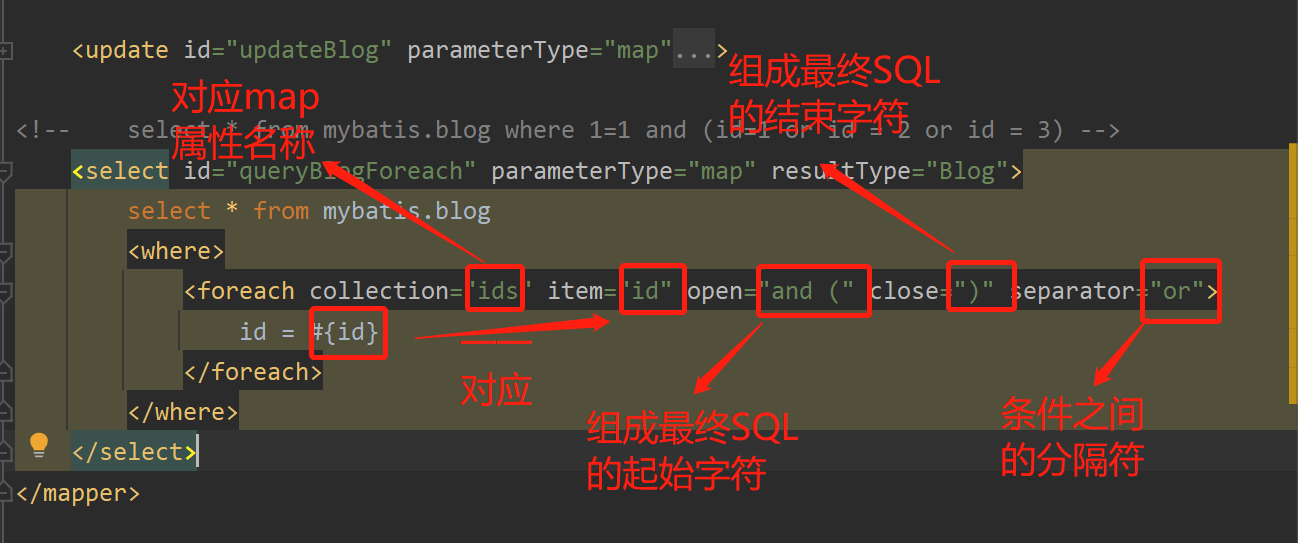 <update id="updateBlog" parameterType="map"...>
组成最终SQL
的结束字符
对应map
属性名称
<!-- select * from mybatis.blog where 1=1 and (id=1 or id = 2 or id = 3) -->
<select id="queryBlogForeach" parameterType="map" resultType="Blog">
select * from mybatis.blog
<where>
<foreach collection="ids" item="id" open="and (" close=")" separator="or">
id = #{id}
一一
对应
</foreach>
</where>
组成最终SQL
的起始字符
条件之间
的分隔符
</select>
</mapper>